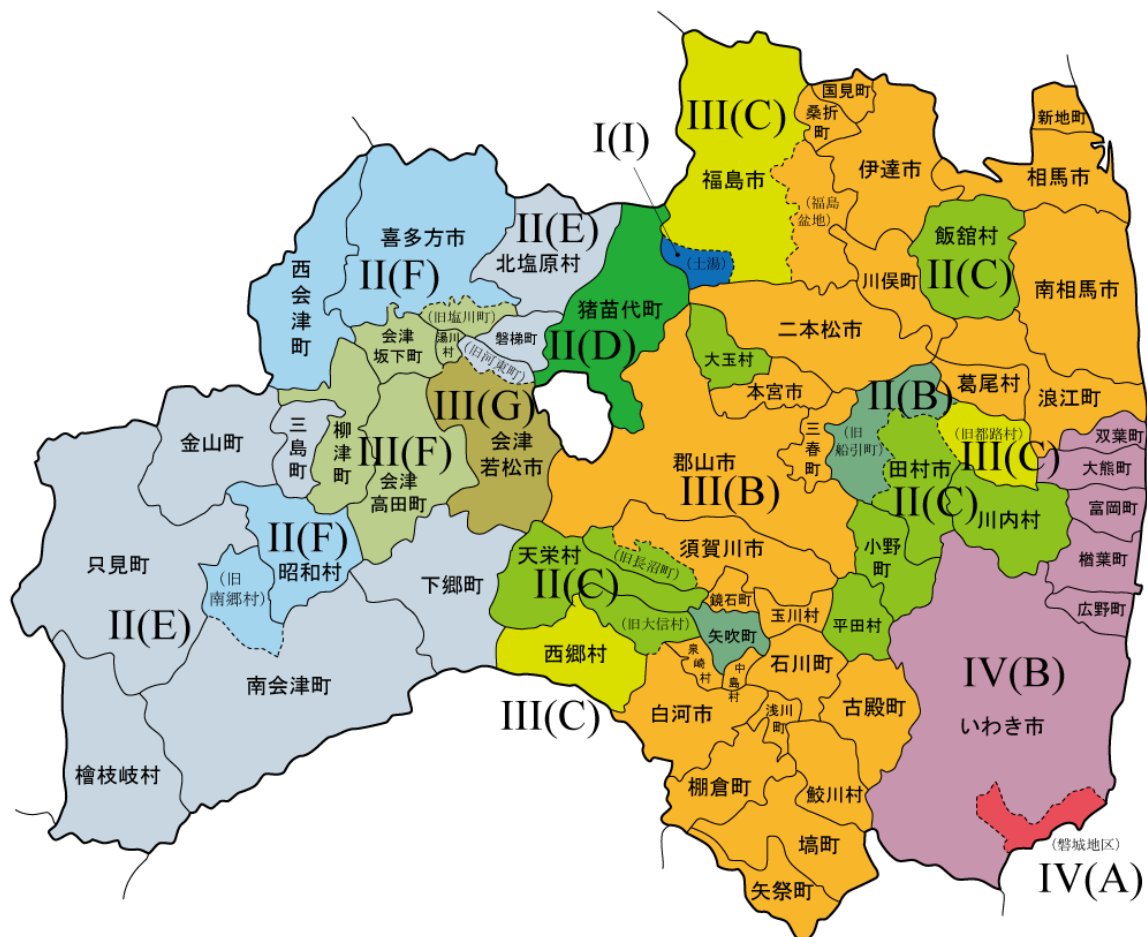 国見町
桑折
町
新地町
III(C)
I(I)
福島市
伊達市
相馬市
(福島
盆地)
飯舘村
II(C)
南相馬市
(土湯)
川俣町
喜多方市
II(F)
II(E)
北塩原村
西会津町
猪苗代町
II(D)
二本松市
(旧塩川町)
会津
坂下町
湯川
村
磐梯町
(旧河東町)
大玉村
本宮市
II(B)
葛尾村
浪江町
金山町
三島町
柳津町
III(G)
会津
若松市
III(F)
会津
高田町
三春町
(旧
船引町)
(旧都路村)
III(C)
双葉町
大熊町
郡山市
III(B)
田村市
II(C)
川内村
富岡町
只見町
II(F)
昭和村
(旧
南郷村)
下郷町
天栄村
II(C)
(旧長沼町)
須賀川市
小野
町
楢葉町
鏡石町
玉川村
広野町
II(E)
(旧大信村)
矢吹町
平田村
西郷村
泉崎村
中島村
石川町
南会津町
III(C)
白河市
浅川
町
古殿町
IV(B)
いわき市
檜枝岐村
棚倉町
鮫川村
塙町
(磐城地区)
IV(A)
矢祭町